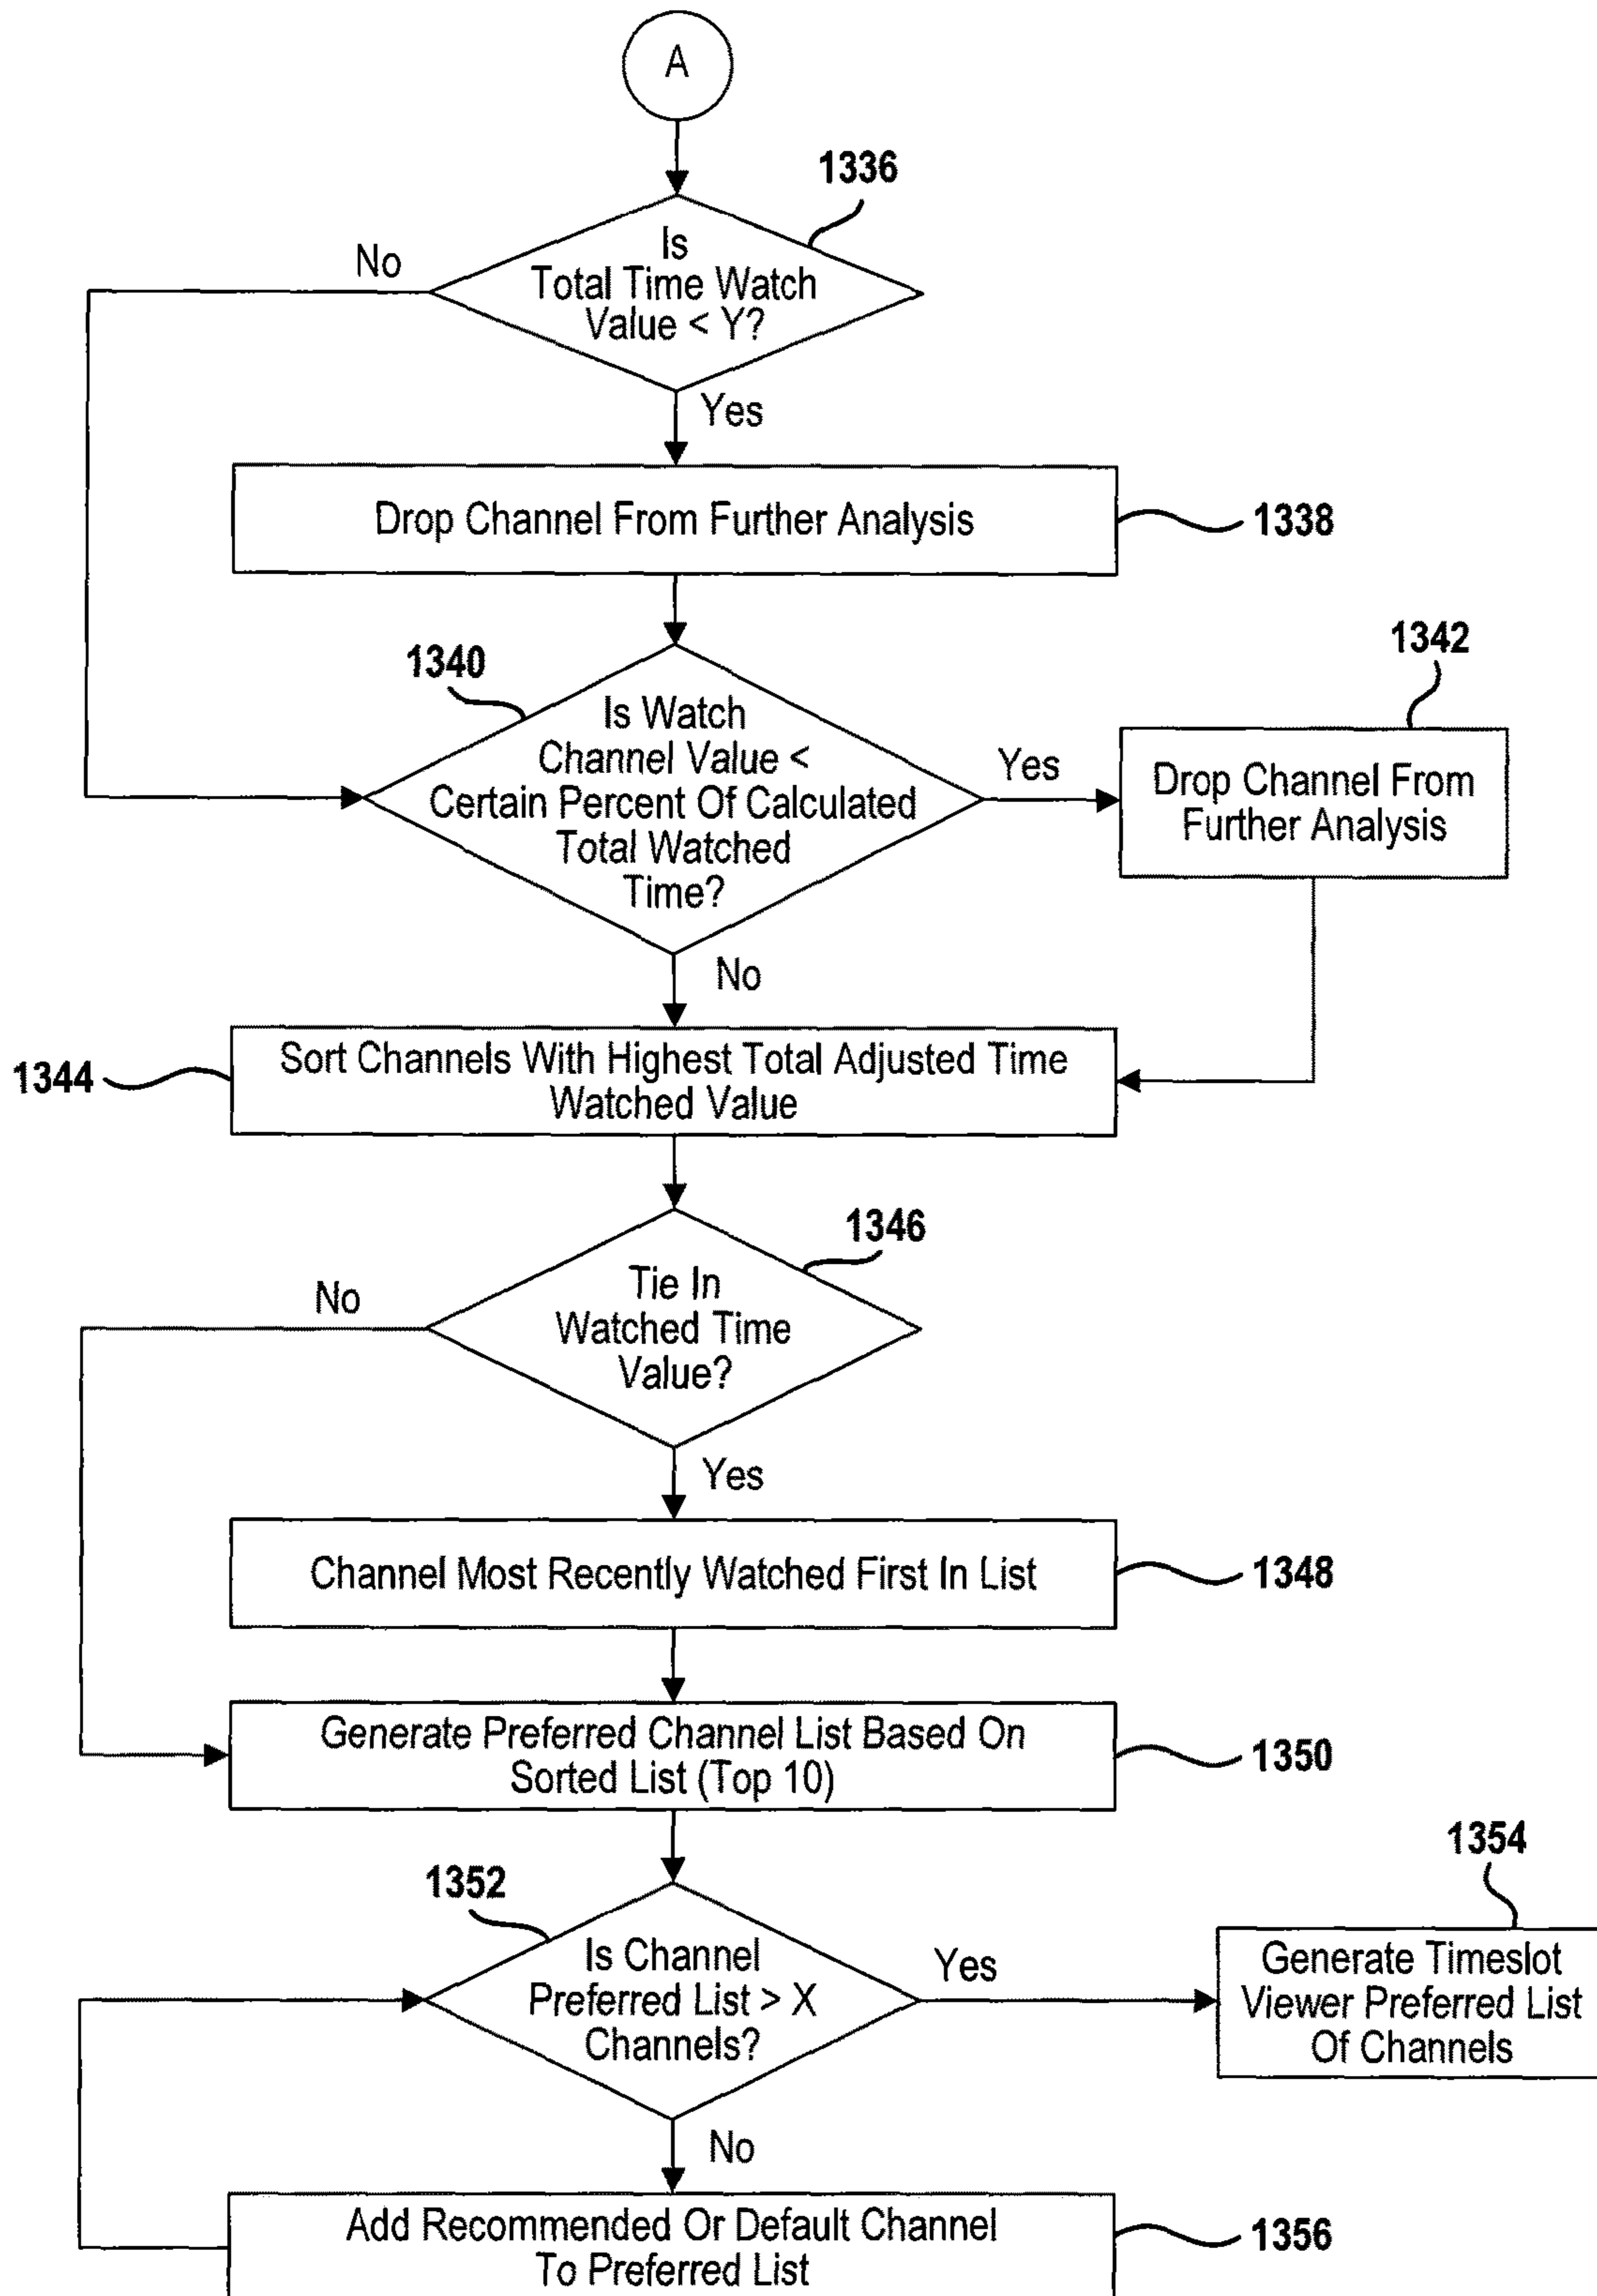 A
1336
Is
Total Time Watch
Value < Y?
No
Yes
Drop Channel From Further Analysis
1338
1340
Is Watch
Channel Value <
Certain Percent Of Calculated
Total Watched
Time?
Yes
1342
Drop Channel From
Further Analysis
No
1344
Sort Channels With Highest Total Adjusted Time
Watched Value
1346
Tie In
Watched Time
Value?
No
Yes
Channel Most Recently Watched First In List
1348
Generate Preferred Channel List Based On
Sorted List (Top 10)
1350
1352
Is Channel
Preferred List > X
Channels?
Yes
1354
Generate Timeslot
Viewer Preferred List
Of Channels
No
Add Recommended Or Default Channel
To Preferred List
1356